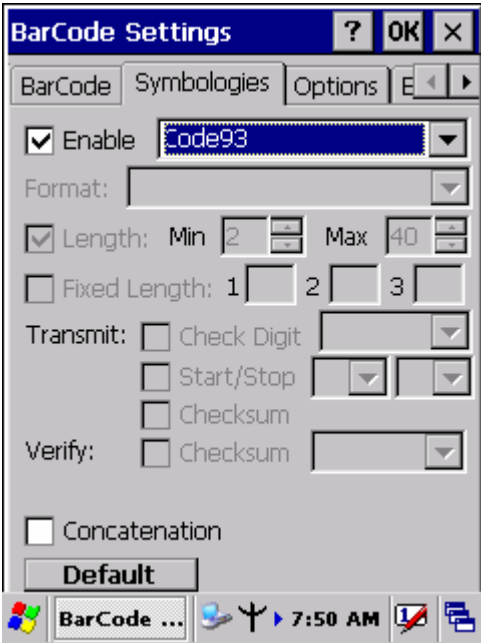 BarCode Settings ? OK ×
BarCode Symbologies Options E
Enable Code93
Format:
Length: Min 2 Max 40
Fixed Length: 1 2 3
Transmit: Check Digit
Start/Stop
Checksum
Verify: Checksum
Concatenation
Default
BarCode ... 7:50 AM